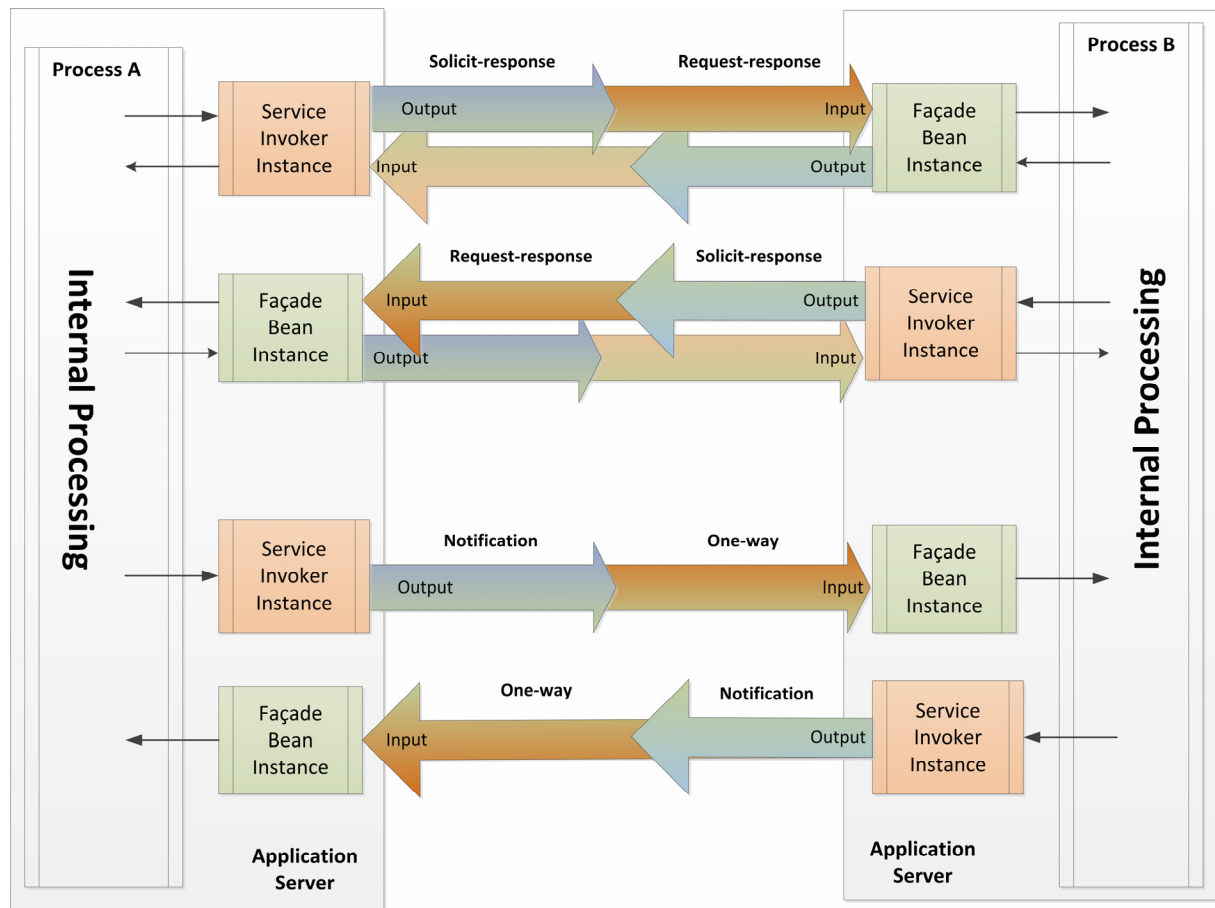 Process A
Process B
Solicit-response
Request-response
Service
Invoker
Instance
Output
Input
Façade
Bean
Instance
Input
Output
Internal Processing
Request-response
Solicit-response
Façade
Bean
Instance
Input
Output
Service
Invoker
Instance
Output
Input
Internal Processing
Notification
One-way
Service
Invoker
Instance
Output
Input
Façade
Bean
Instance
One-way
Notification
Façade
Bean
Instance
Input
Output
Service
Invoker
Instance
Application
Server
Application
Server